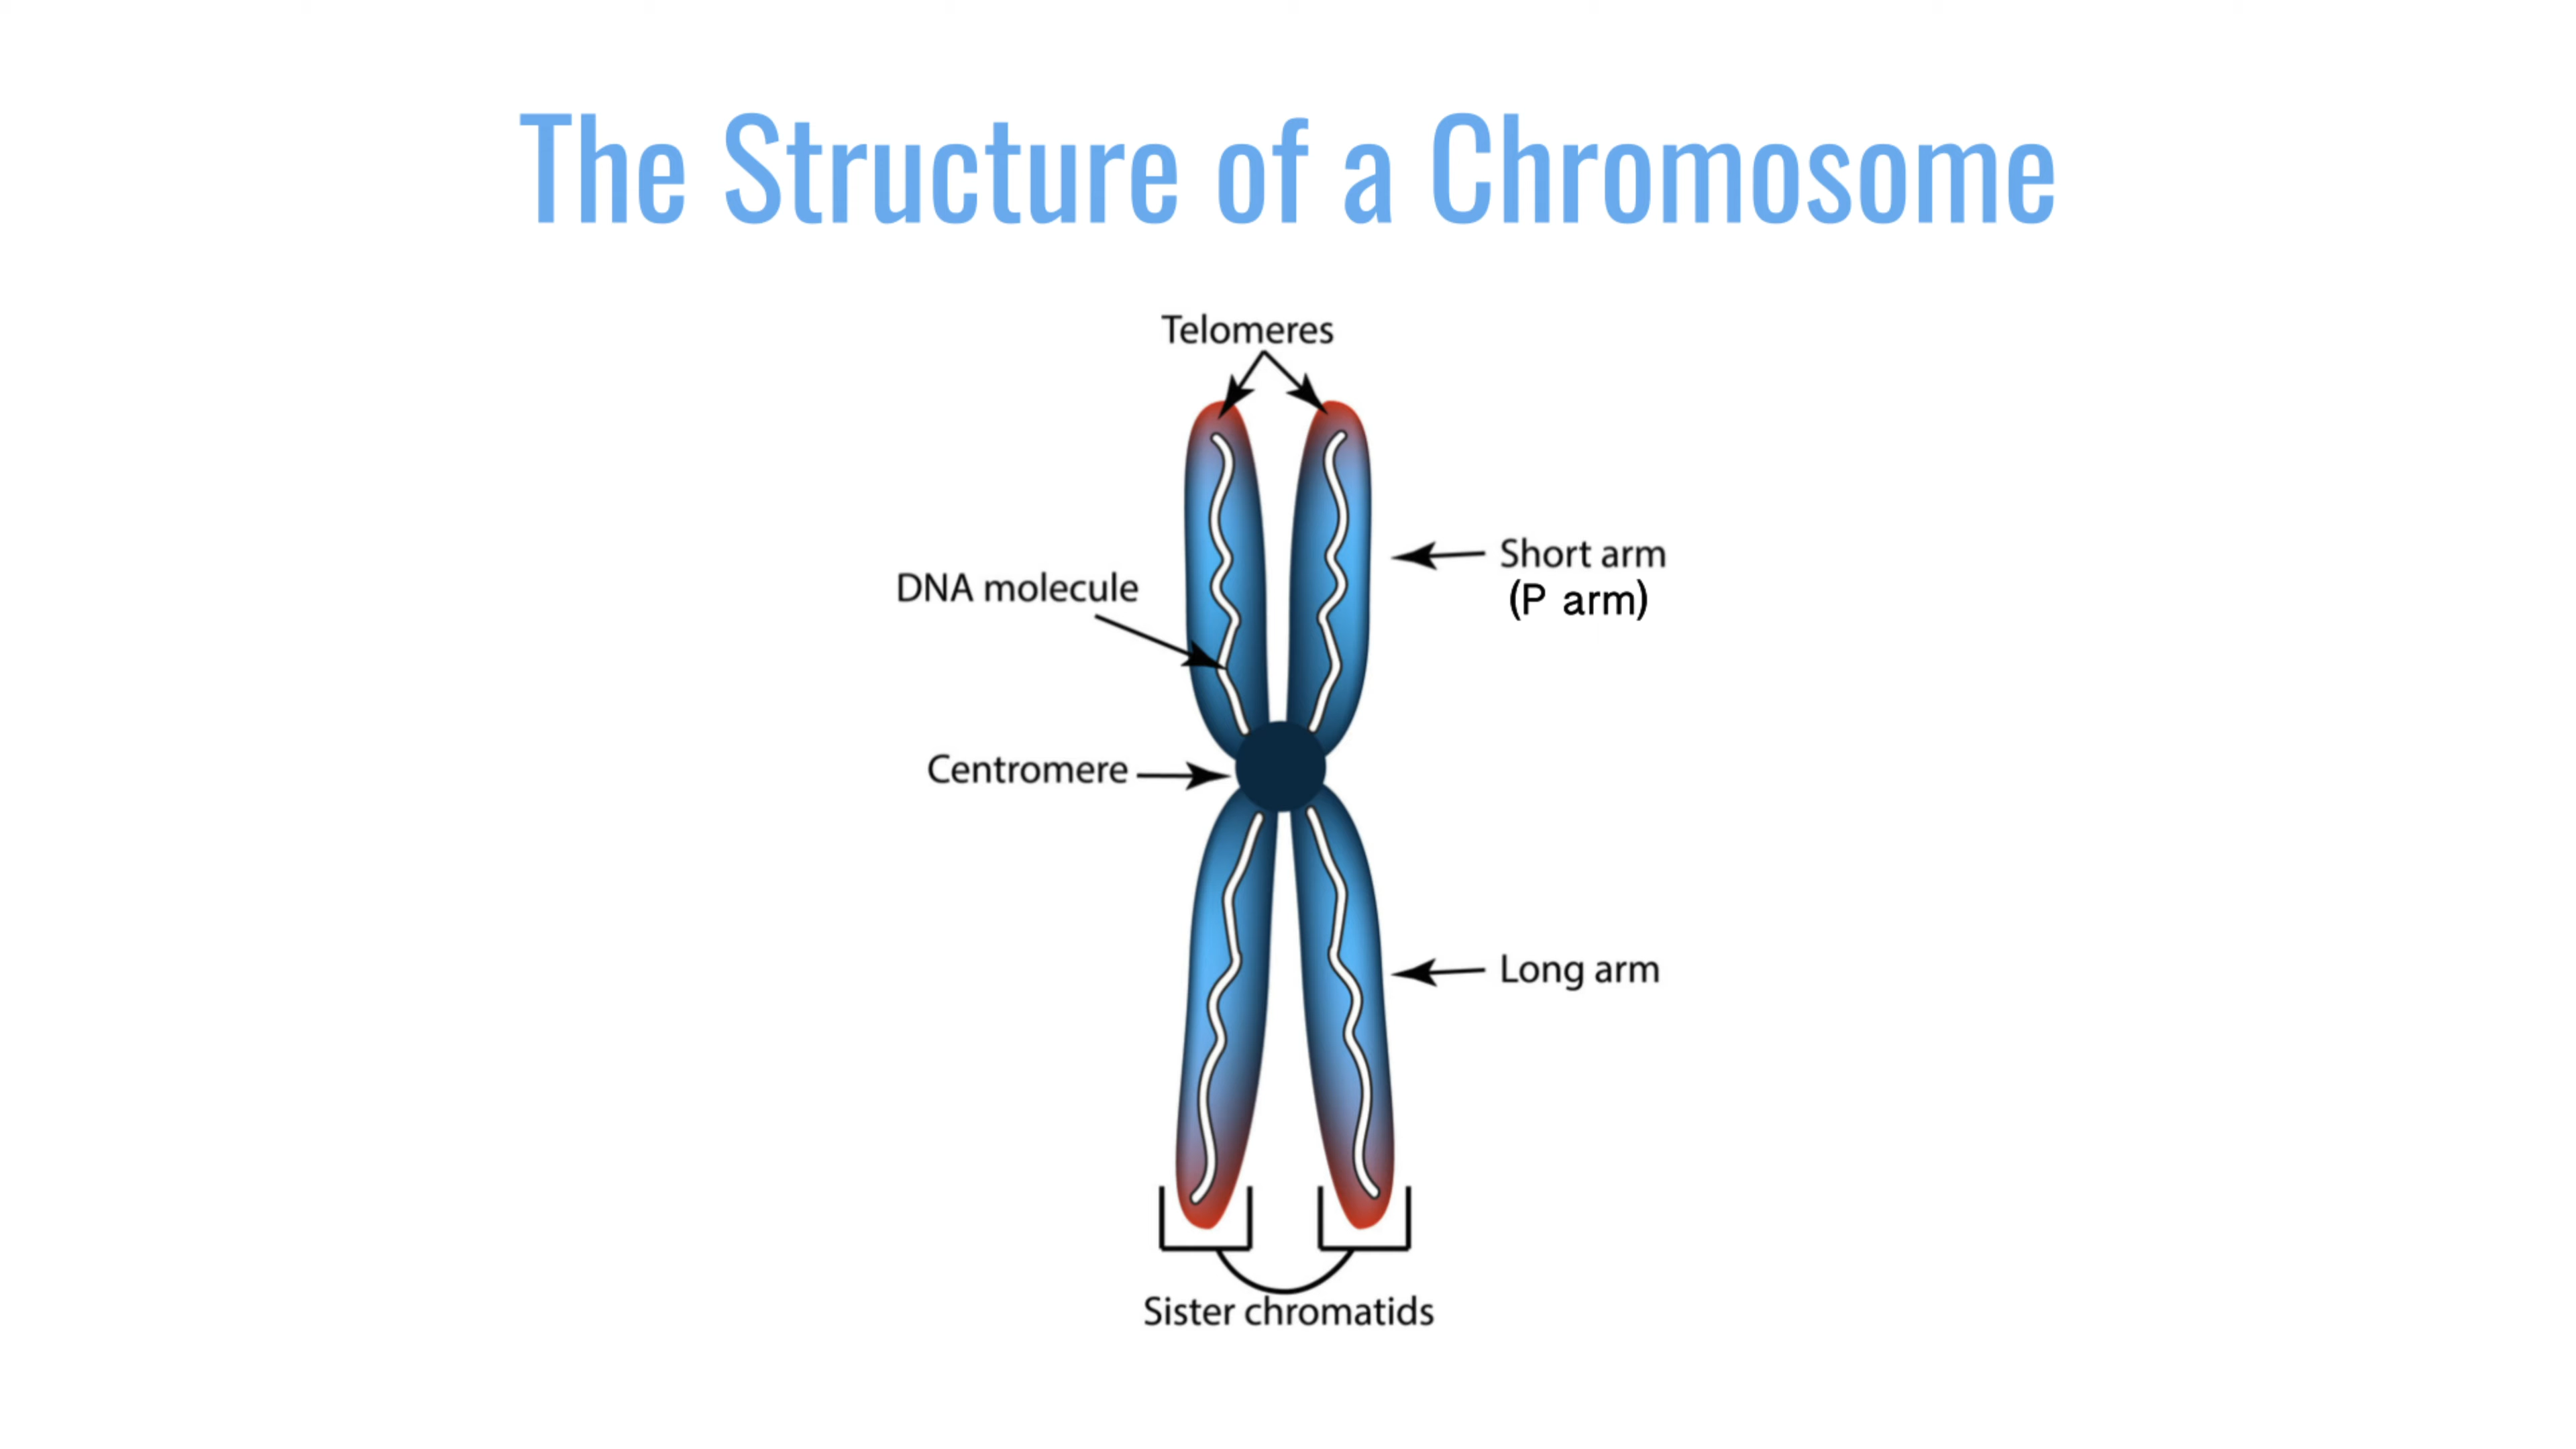 The Structure of a Chromosome
Telomeres
Short arm
(P arm)
DNA molecule
Centromere
Long arm
Sister chromatids